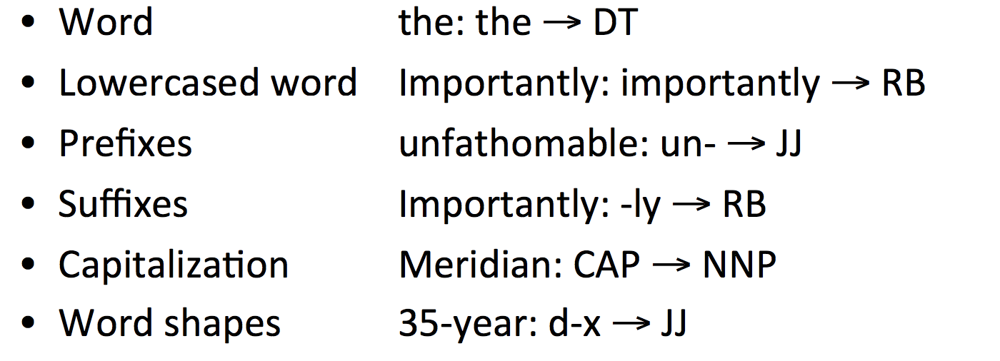 • Word the: the → DT
• Lowercased word Importantly: importantly → RB
• Prefixes unfathomable: un- → JJ
• Suffixes Importantly: -ly → RB
• Capitalization Meridian: CAP → NNP
• Word shapes 35-year: d-x → JJ